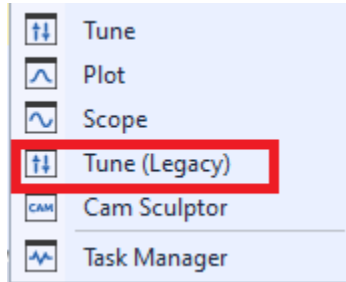 Tune
Plot
Scope
Tune (Legacy)
CAM Cam Sculptor
Task Manager